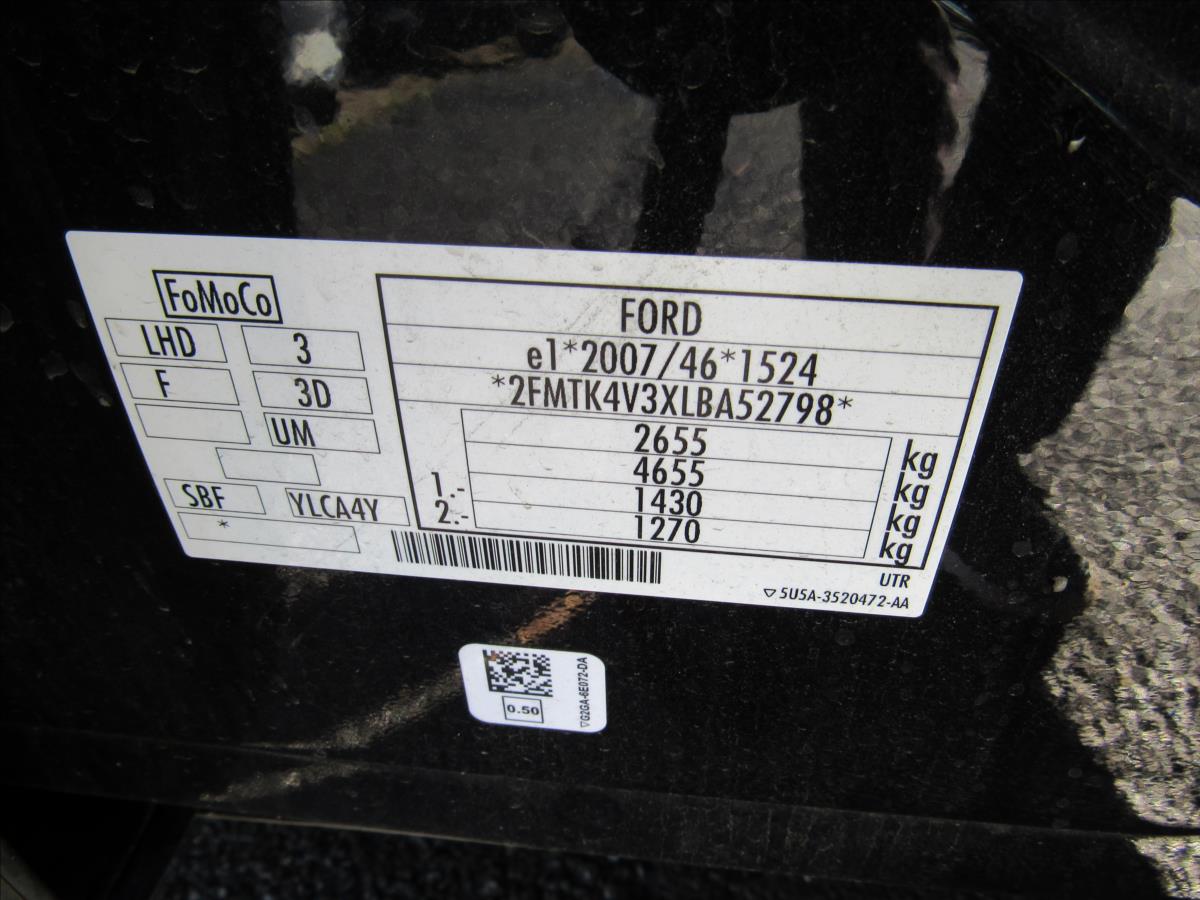 FoMoCo
LHD 3
F 3D
UM
SBF YLCA4Y
*
FORD
e1*2007/46*1524
*2FMTK4V3XLBA52798*
2655 kg
4655 kg
1.- 1430 kg
2.- 1270 kg
UTR
▽5U5A-3520472-AA
0.50
▽G2GA-6E072-DA